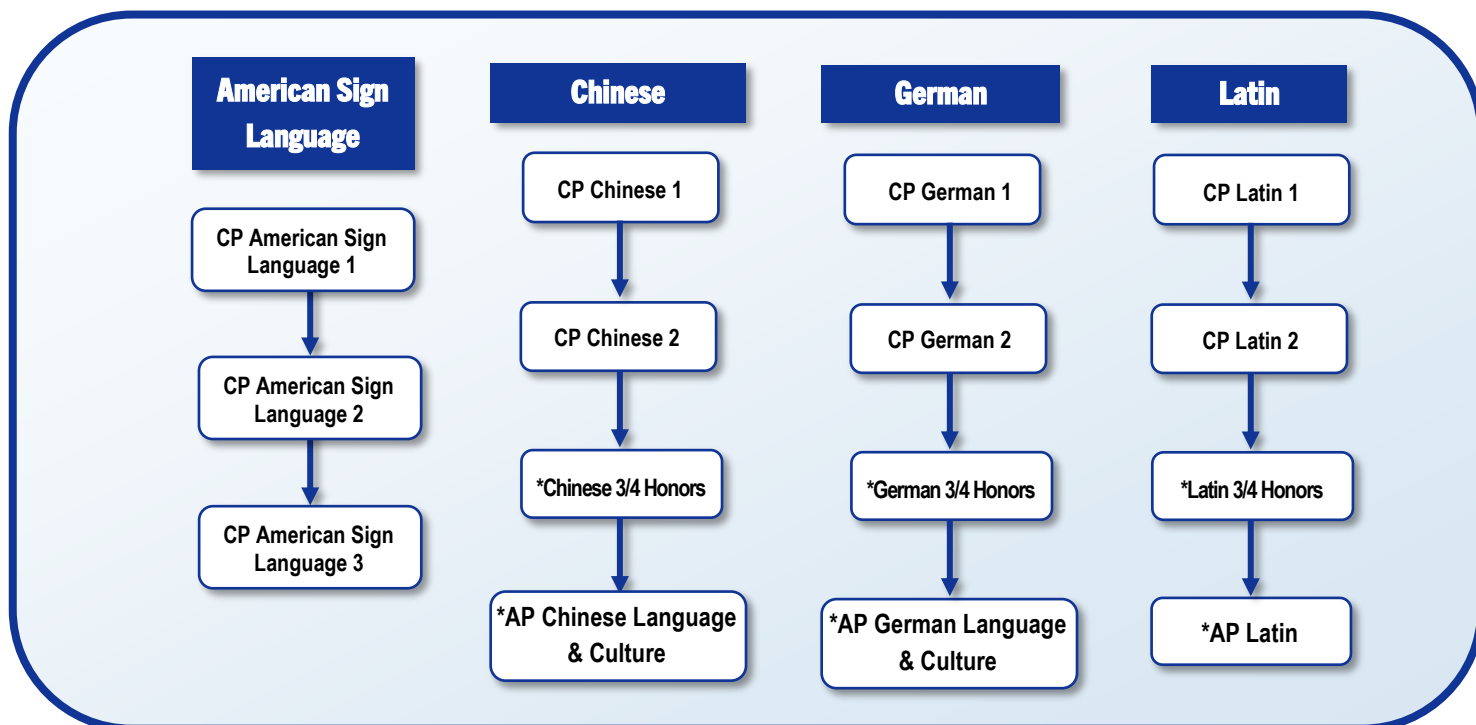 American Sign
Language
CP American Sign
Language 1
CP American Sign
Language 2
CP American Sign
Language 3
Chinese
CP Chinese 1
CP Chinese 2
*Chinese 3/4 Honors
*AP Chinese Language
& Culture
German
CP German 1
CP German 2
*German 3/4 Honors
*AP German Language
& Culture
Latin
CP Latin 1
CP Latin 2
*Latin 3/4 Honors
*AP Latin